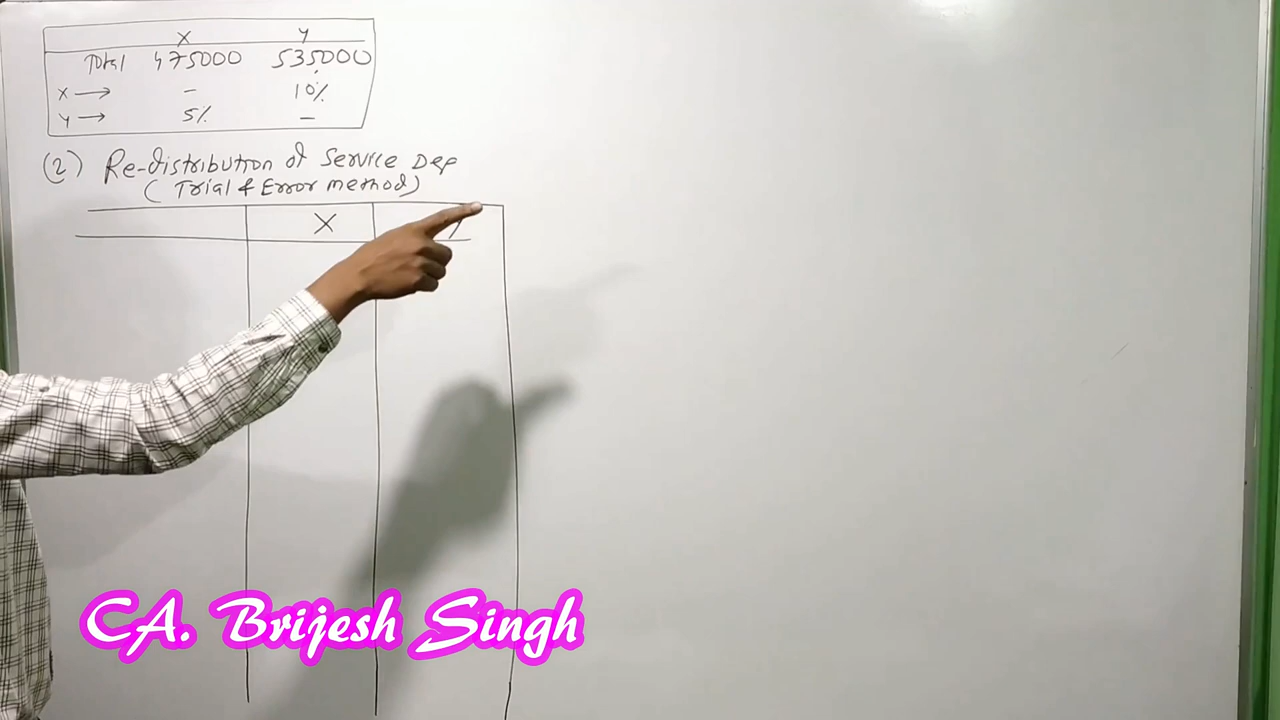 X Y
Total 475000 535000
X → - 10%
Y → 5% -
(2) Re-distribution of Service Dep
(Trial & Error method)
X Y
CA. Brijesh Singh